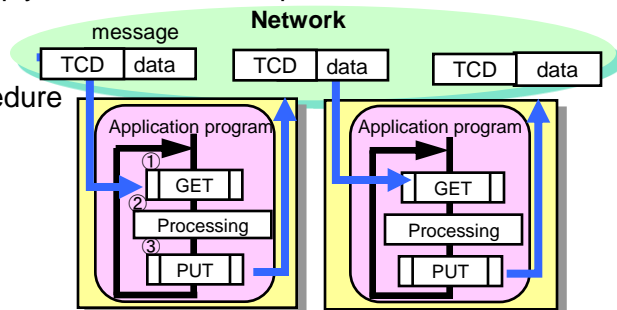 Network
message
TCD data
TCD data
TCD data
Application program
①
GET
②
Processing
③
PUT
Application program
GET
Processing
PUT